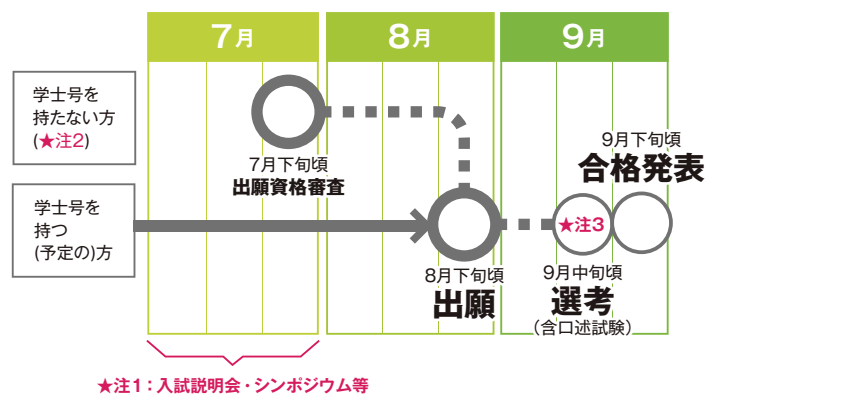 7月
8月
9月
学士号を
持たない方
(★注2)
7月下旬頃
出願資格審査
9月下旬頃
合格発表
学士号を
持つ
(予定の)方
★注3
8月下旬頃
出願
9月中旬頃
選考
(含口述試験)
★注1:入試説明会・シンポジウム等